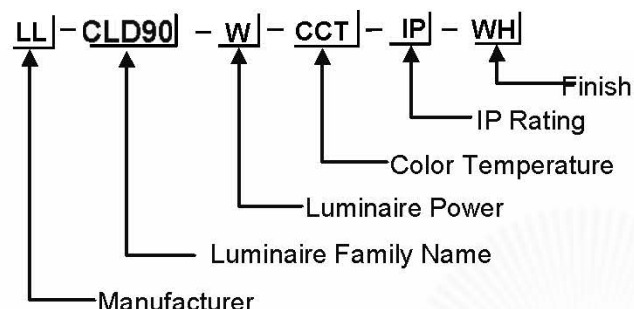 LL - CLD90 - W - CCT - IP - WH
Finish
IP Rating
Color Temperature
Luminaire Power
Luminaire Family Name
Manufacturer